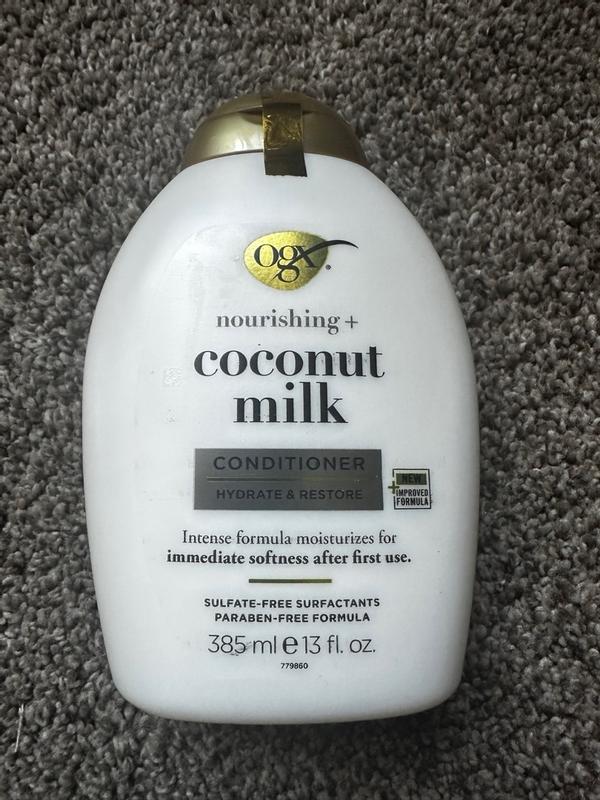 ogx
nourishing +
coconut
milk
CONDITIONER
HYDRATE & RESTORE
NEW
+IMPROVED
FORMULA
Intense formula moisturizes for
immediate softness after first use.
SULFATE-FREE SURFACTANTS
PARABEN-FREE FORMULA
385 ml e 13 fl. oz.
779860